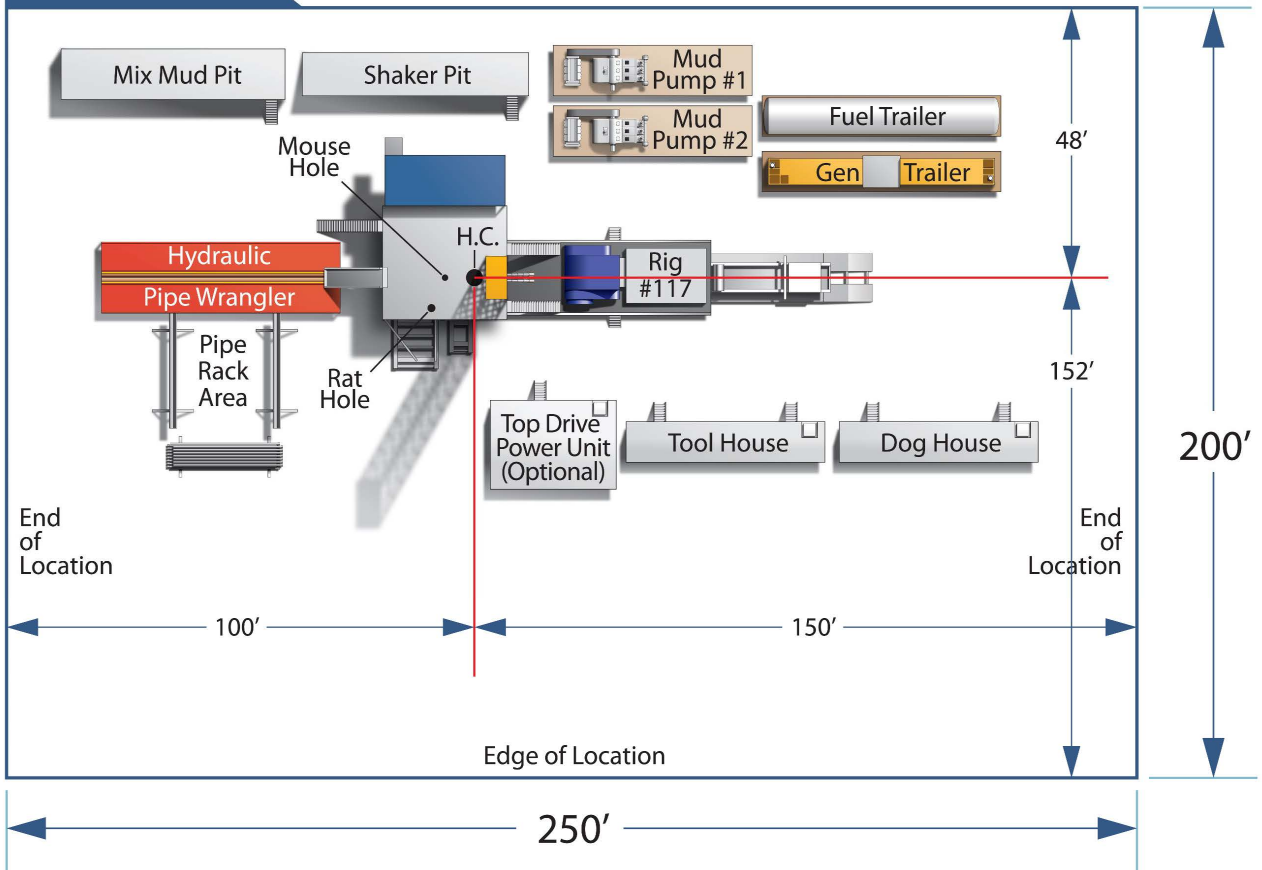 Mix Mud Pit
Shaker Pit
Mud
Pump #1
Mud
Pump #2
Fuel Trailer
Gen Trailer
48′
Mouse
Hole
H.C.
Hydraulic
Pipe Wrangler
Rig
#117
Pipe
Rack
Area
Rat
Hole
152′
Top Drive
Power Unit
(Optional)
Tool House
Dog House
200′
End
of
Location
End
of
Location
100′
150′
Edge of Location
250′